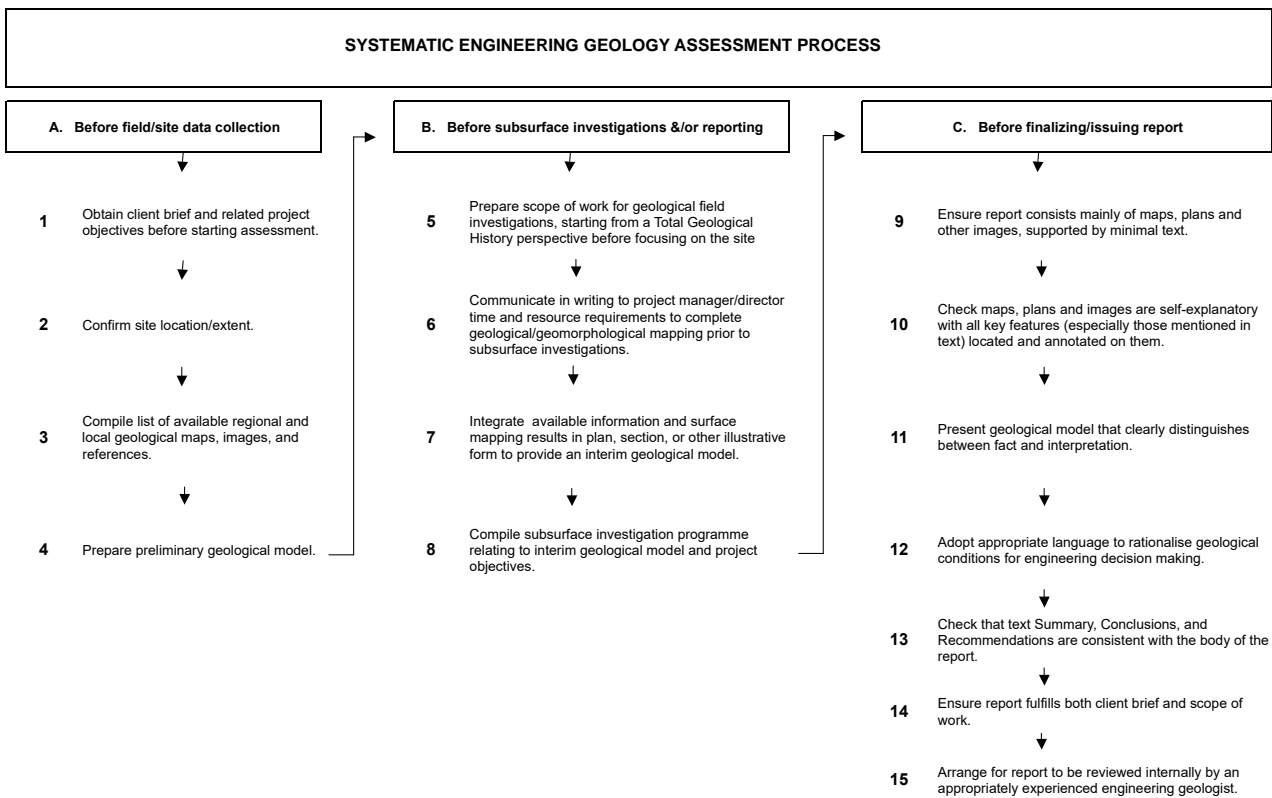 SYSTEMATIC ENGINEERING GEOLOGY ASSESSMENT PROCESS
A. Before field/site data collection
1
Obtain client brief and related project
objectives before starting assessment.
2
Confirm site location/extent.
3
Compile list of available regional and
local geological maps, images, and
references.
4
Prepare preliminary geological model.
B. Before subsurface investigations &/or reporting
5
Prepare scope of work for geological field
investigations, starting from a Total Geological
History perspective before focusing on the site
6
Communicate in writing to project manager/director
time and resource requirements to complete
geological/geomorphological mapping prior to
subsurface investigations.
7
Integrate available information and surface
mapping results in plan, section, or other illustrative
form to provide an interim geological model.
8
Compile subsurface investigation programme
relating to interim geological model and project
objectives.
C. Before finalizing/issuing report
9
Ensure report consists mainly of maps, plans and
other images, supported by minimal text.
10
Check maps, plans and images are self-explanatory
with all key features (especially those mentioned in
text) located and annotated on them.
11
Present geological model that clearly distinguishes
between fact and interpretation.
12
Adopt appropriate language to rationalise geological
conditions for engineering decision making.
13
Check that text Summary, Conclusions, and
Recommendations are consistent with the body of the
report.
14
Ensure report fulfills both client brief and scope of
work.
15
Arrange for report to be reviewed internally by an
appropriately experienced engineering geologist.